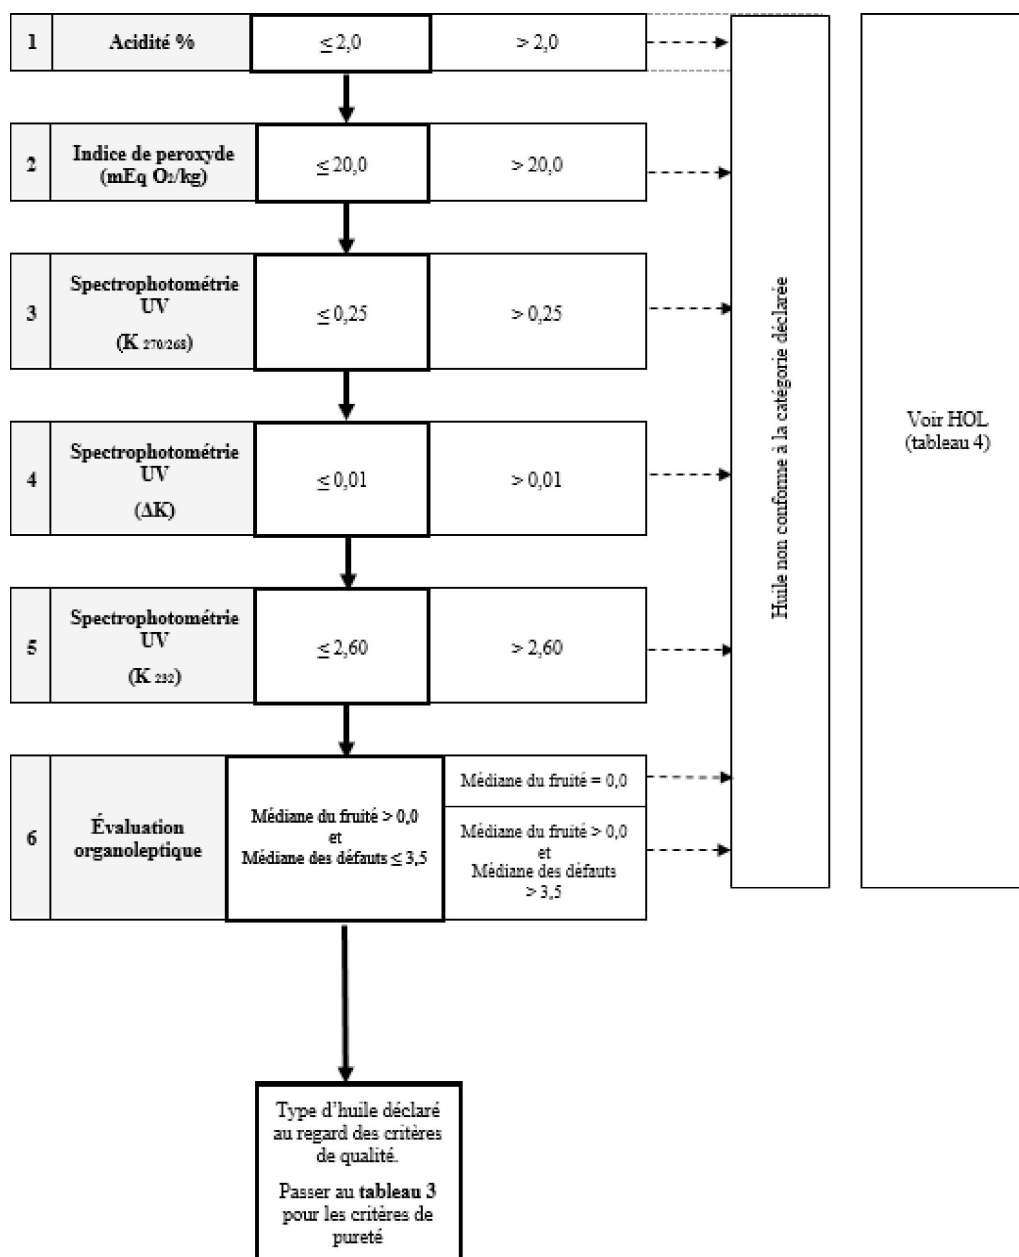 1
Acidité %
≤ 2,0
> 2,0
2
Indice de peroxyde
(mEq O₂/kg)
≤ 20,0
> 20,0
3
Spectrophotométrie
UV
(K 270/268)
≤ 0,25
> 0,25
4
Spectrophotométrie
UV
(ΔK)
≤ 0,01
> 0,01
5
Spectrophotométrie
UV
(K 232)
≤ 2,60
> 2,60
6
Évaluation
organoleptique
Médiane du fruité > 0,0
et
Médiane des défauts ≤ 3,5
Médiane du fruité = 0,0
Médiane du fruité > 0,0
et
Médiane des défauts
> 3,5
Huile non conforme à la catégorie déclarée
Voir HOL
(tableau 4)
Type d'huile déclaré
au regard des critères
de qualité.
Passer au tableau 3
pour les critères de
pureté